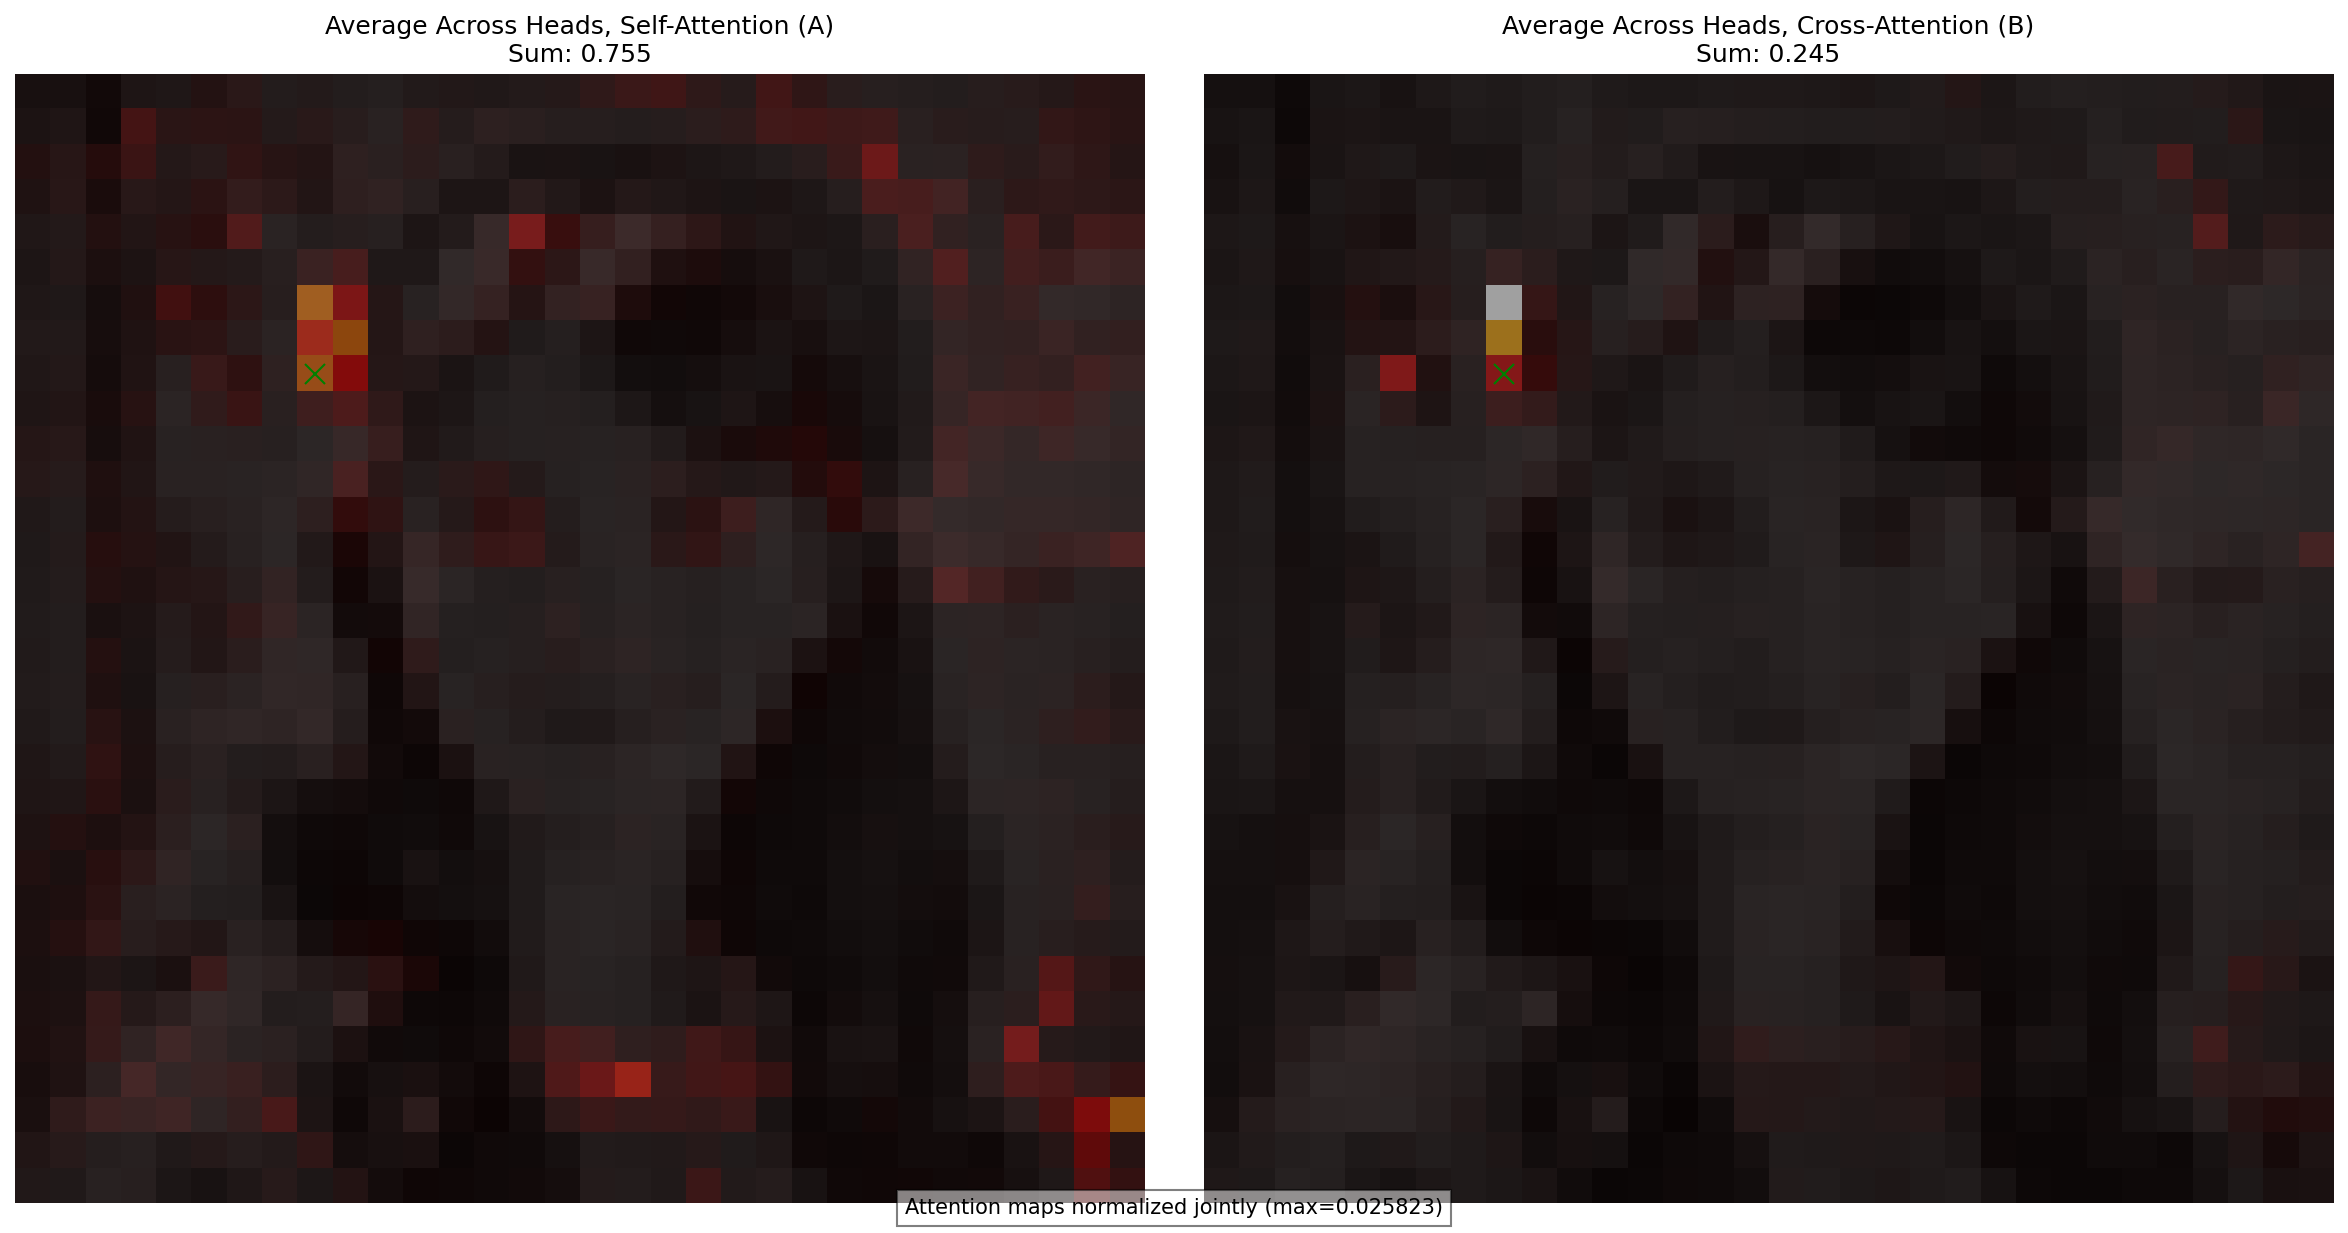 Average Across Heads, Self-Attention (A)
Sum: 0.755
Average Across Heads, Cross-Attention (B)
Sum: 0.245
Attention maps normalized jointly (max=0.025823)